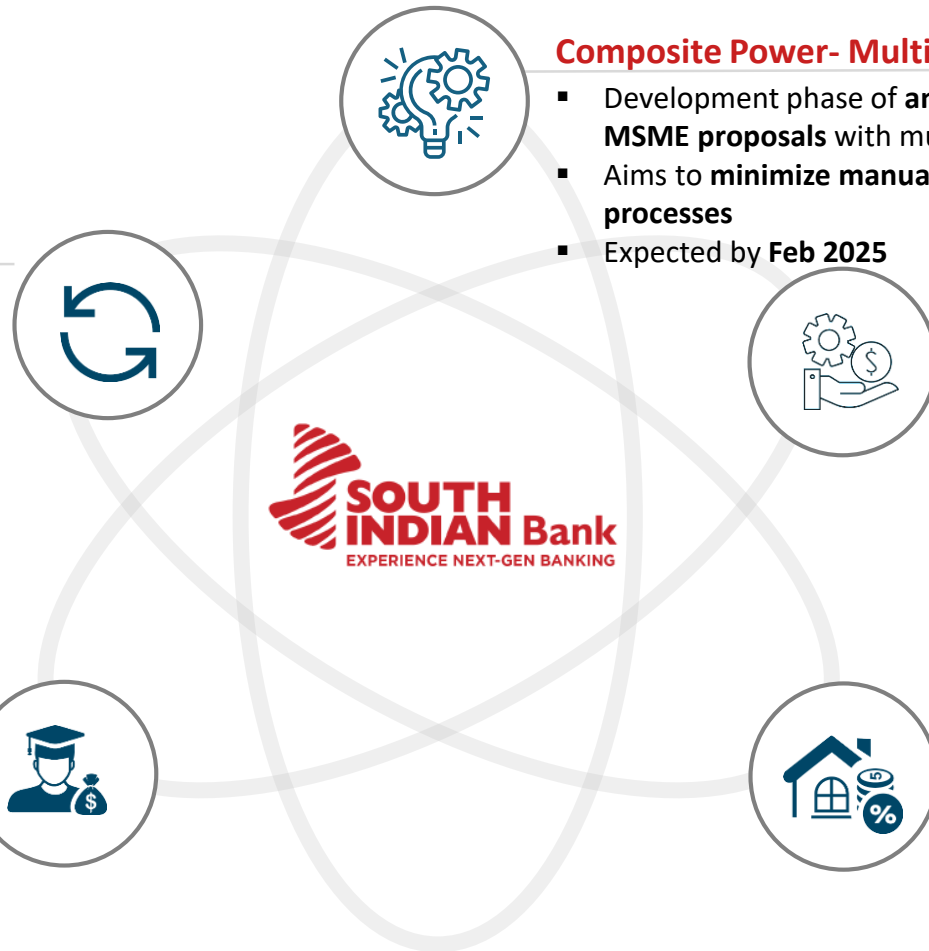 Composite Power- Multi
▪ Development phase of
MSME proposals with
▪ Aims to minimize
processes
▪ Expected by Feb 2025
$
SOUTH
INDIAN Bank
EXPERIENCE NEXT-GEN BANKING
$
5
%